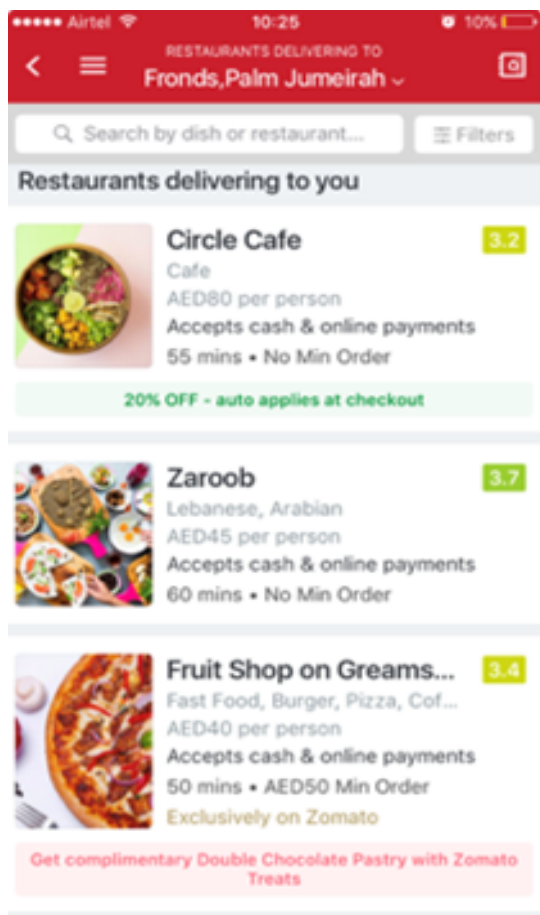 Airtel 10:25 10%
RESTAURANTS DELIVERING TO
Fronds,Palm Jumeirah
Search by dish or restaurant...
Filters
Restaurants delivering to you
Circle Cafe 3.2
Cafe
AED80 per person
Accepts cash & online payments
55 mins • No Min Order
20% OFF - auto applies at checkout
Zaroob 3.7
Lebanese, Arabian
AED45 per person
Accepts cash & online payments
60 mins • No Min Order
Fruit Shop on Greams... 3.4
Fast Food, Burger, Pizza, Cof...
AED40 per person
Accepts cash & online payments
50 mins • AED50 Min Order
Exclusively on Zomato
Get complimentary Double Chocolate Pastry with Zomato
Treats